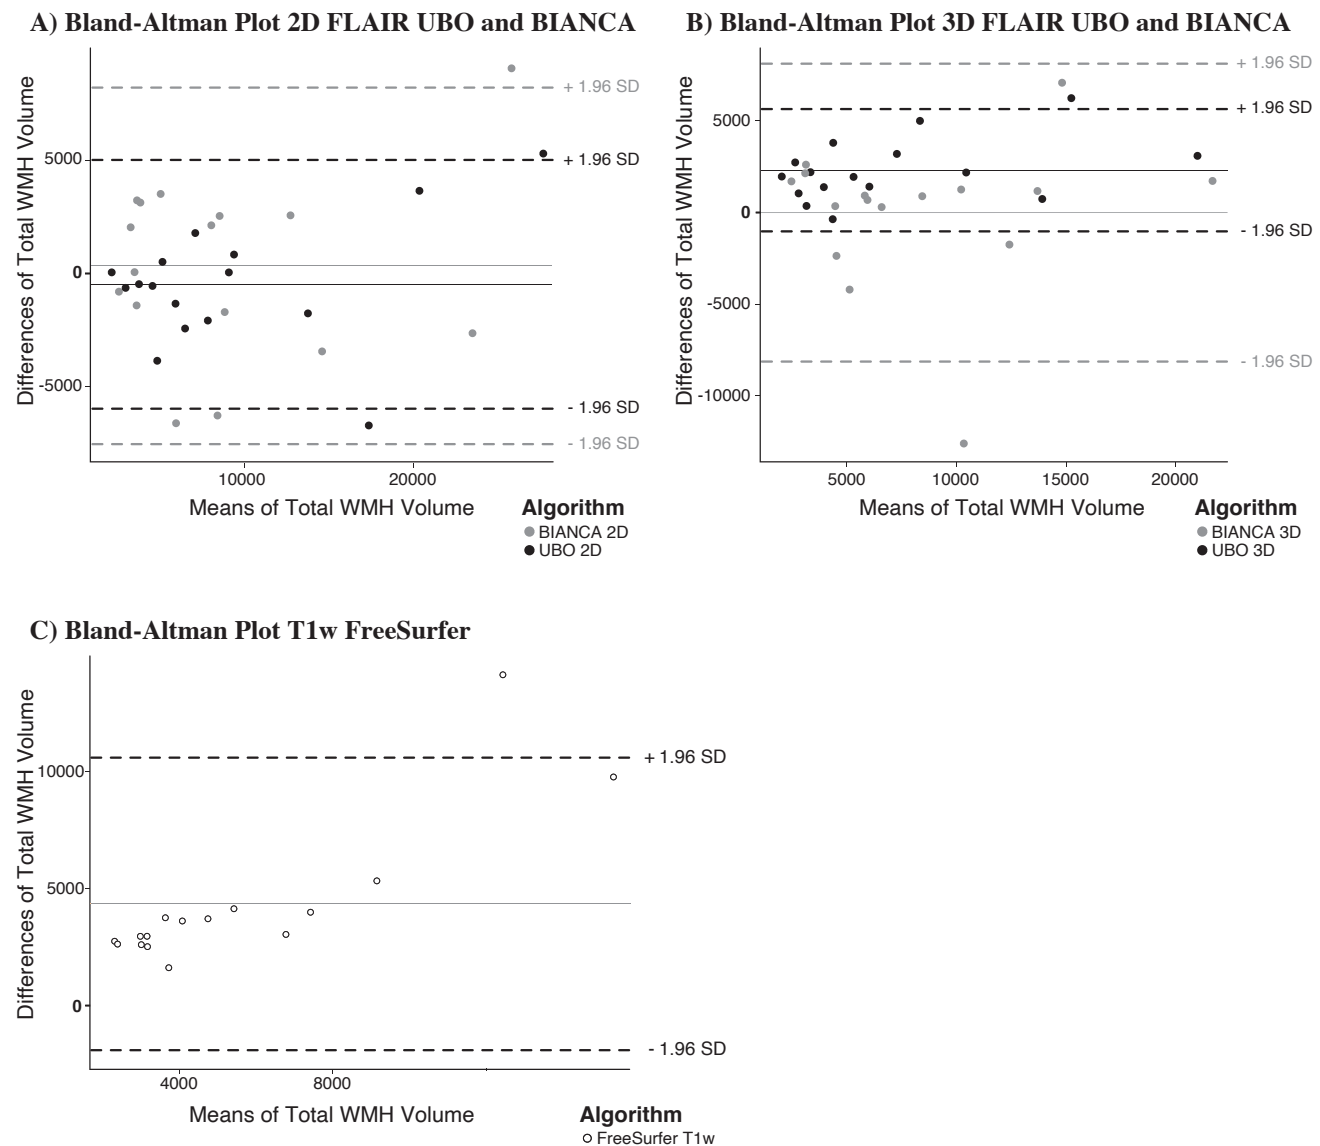 A) Bland-Altman Plot 2D FLAIR UBO and BIANCA
Differences of Total WMH Volume
5000
0
-5000
+ 1.96 SD
+ 1.96 SD
- 1.96 SD
- 1.96 SD
10000
20000
Means of Total WMH Volume
Algorithm
BIANCA 2D
UBO 2D
B) Bland-Altman Plot 3D FLAIR UBO and BIANCA
Differences of Total WMH Volume
5000
0
-5000
-10000
+ 1.96 SD
+ 1.96 SD
- 1.96 SD
- 1.96 SD
5000
10000
15000
20000
Means of Total WMH Volume
Algorithm
BIANCA 3D
UBO 3D
C) Bland-Altman Plot T1w FreeSurfer
Differences of Total WMH Volume
10000
5000
0
+ 1.96 SD
- 1.96 SD
4000
8000
Means of Total WMH Volume
Algorithm
FreeSurfer T1w